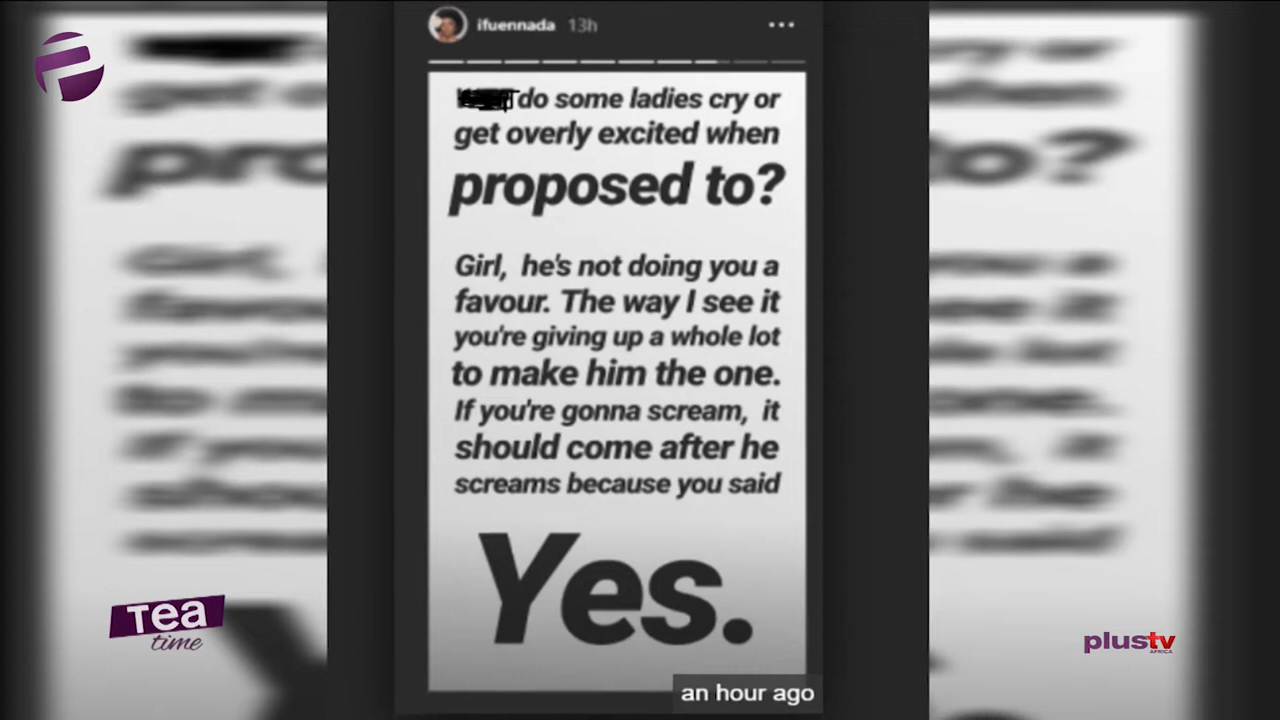 ifuennada 13h
do some ladies cry or
get overly excited when
proposed to?
Girl, he's not doing you a
favour. The way I see it
you're giving up a whole lot
to make him the one.
If you're gonna scream, it
should come after he
screams because you said
Yes.
an hour ago
Tea
time
plustv
AFRICA